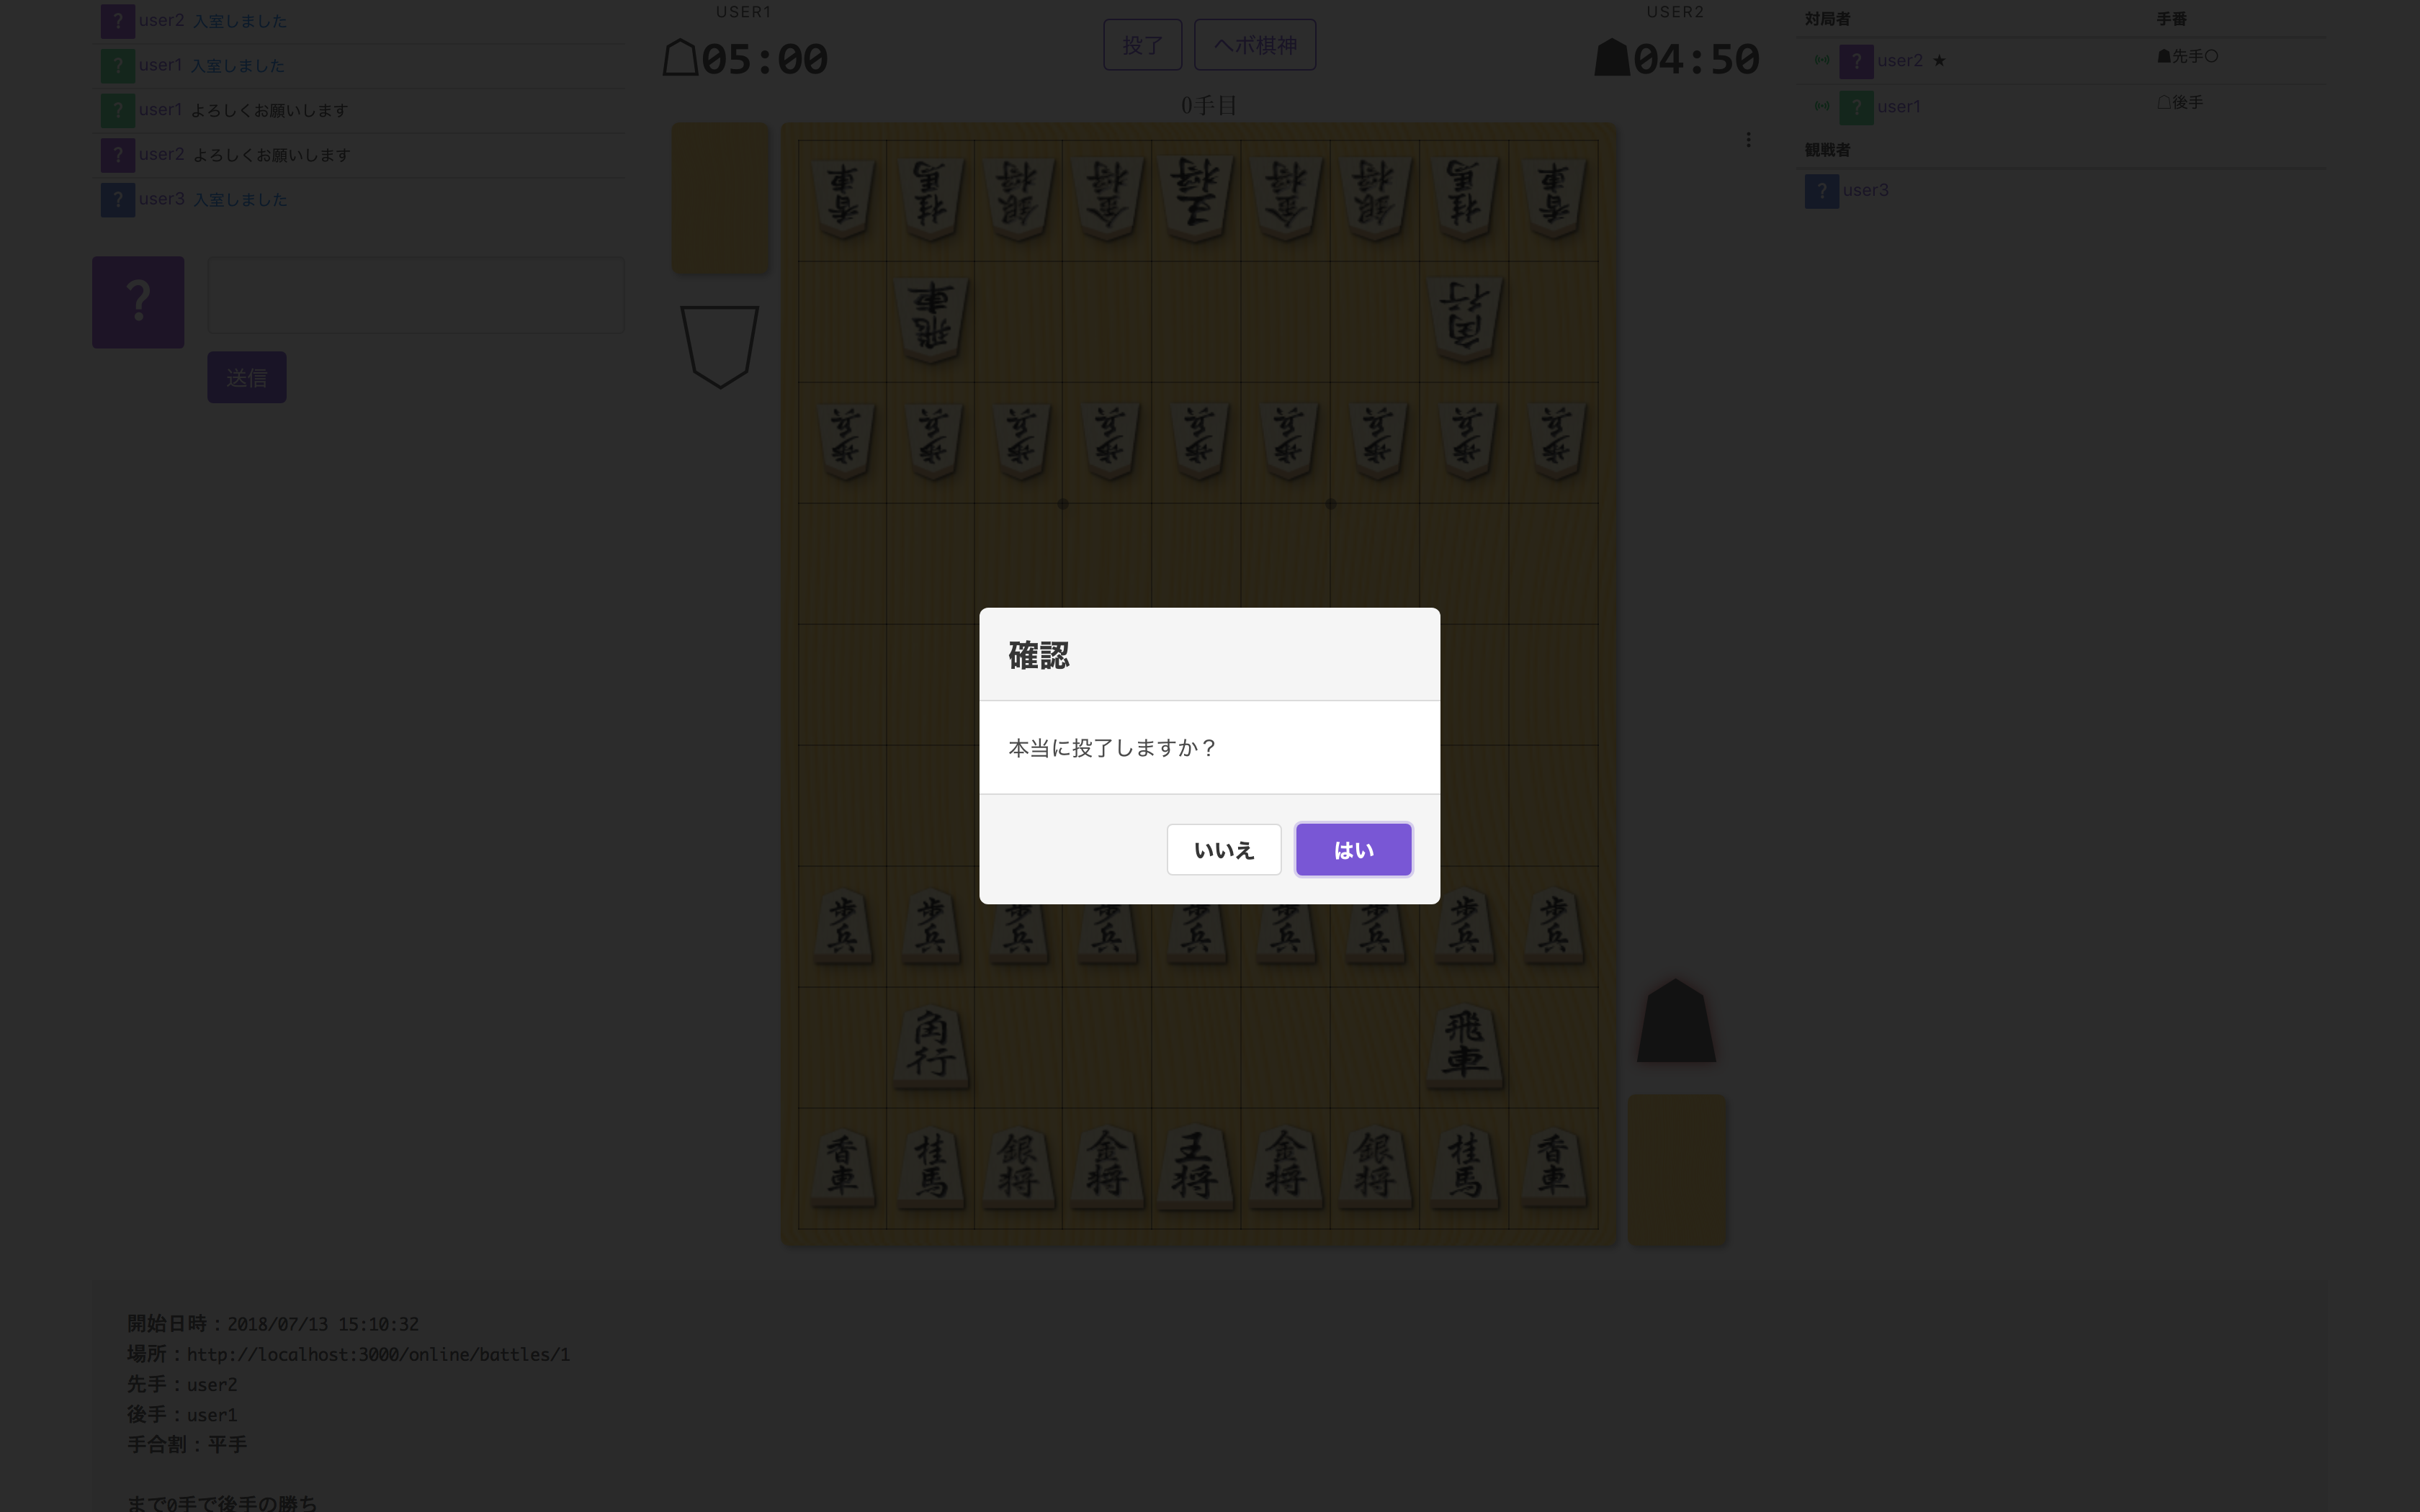 user2 入室しました
user1 入室しました
user1 よろしくお願いします
user2 よろしくお願いします
user3 入室しました
?
送信
USER1
☖05:00
投了
ヘボ棋神
USER2
☗04:50
0手目
対局者 手番
user2 ★ ☗先手○
user1 ☖後手
観戦者
user3
香車 桂馬 銀将 金将 王将 金将 銀将 桂馬 香車
飛車 角行
歩兵 歩兵 歩兵 歩兵 歩兵 歩兵 歩兵 歩兵 歩兵
確認
本当に投了しますか？
いいえ
はい
歩兵 歩兵 歩兵 歩兵 歩兵 歩兵 歩兵 歩兵 歩兵
角行 飛車
香車 桂馬 銀将 金将 王将 金将 銀将 桂馬 香車
開始日時：2018/07/13 15:10:32
場所：http://localhost:3000/online/battles/1
先手：user2
後手：user1
手合割：平手
まで0手で後手の勝ち